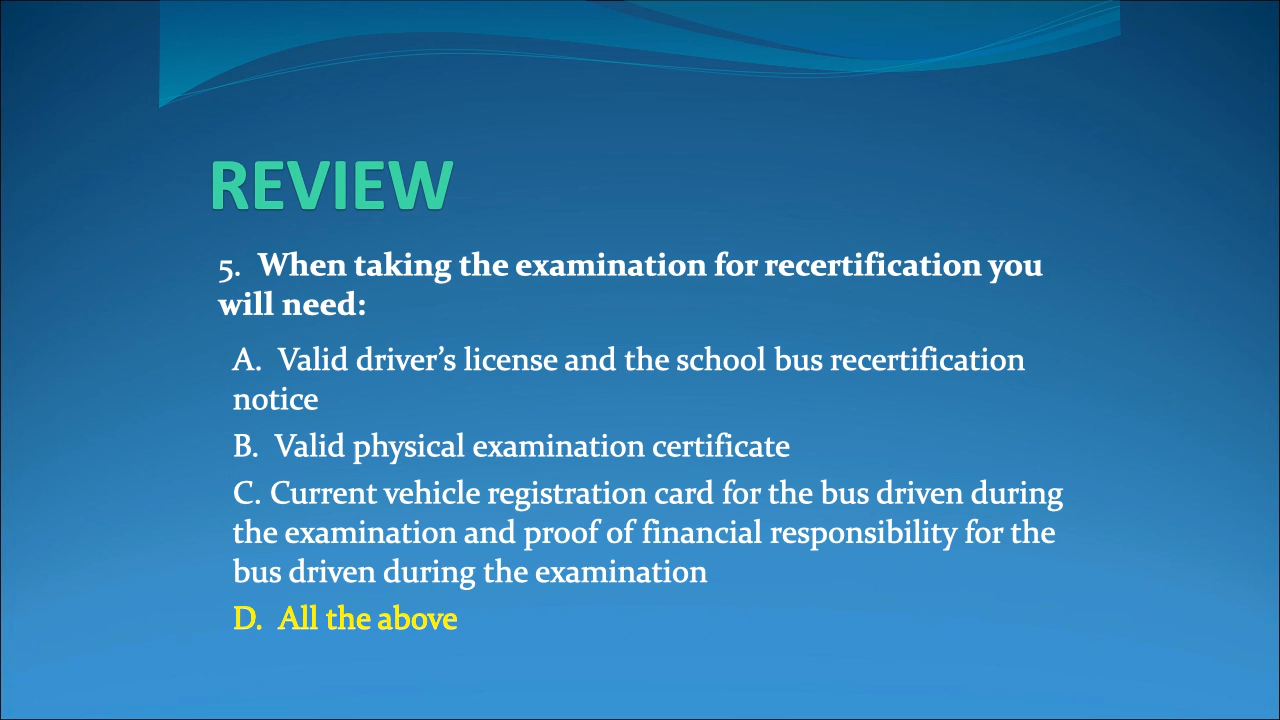 REVIEW
5. When taking the examination for recertification you
will need:
A. Valid driver’s license and the school bus recertification
notice
B. Valid physical examination certificate
C. Current vehicle registration card for the bus driven during
the examination and proof of financial responsibility for the
bus driven during the examination
D. All the above